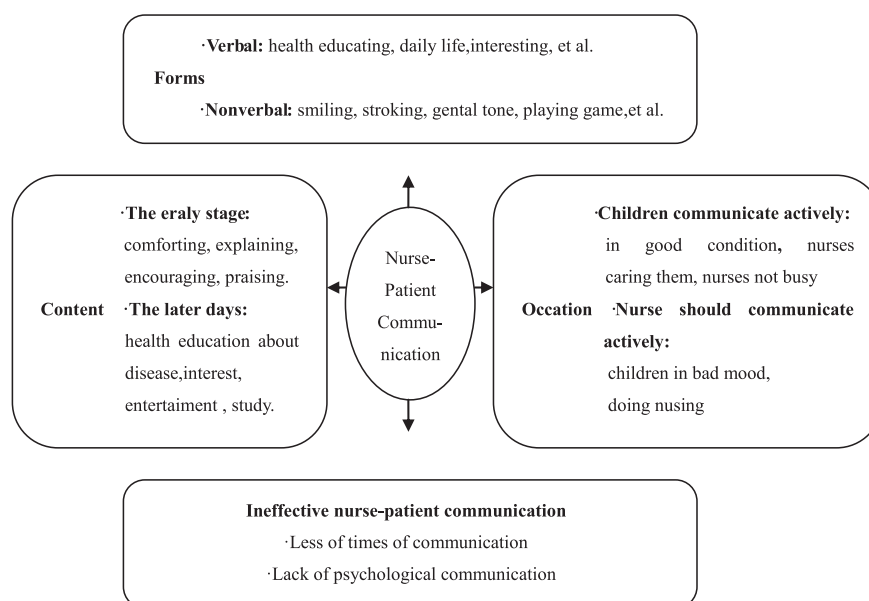 ·Verbal: health educating, daily life,interesting, et al.
Forms
·Nonverbal: smiling, stroking, gental tone, playing game,et al.
·The eraly stage:
comforting, explaining,
encouraging, praising.
Content ·The later days:
health education about
disease,interest,
entertaiment , study.
Nurse-
Patient
Commu-
nication
·Children communicate actively:
in good condition, nurses
caring them, nurses not busy
Occation ·Nurse should communicate
actively:
children in bad mood,
doing nusing
Ineffective nurse-patient communication
·Less of times of communication
·Lack of psychological communication